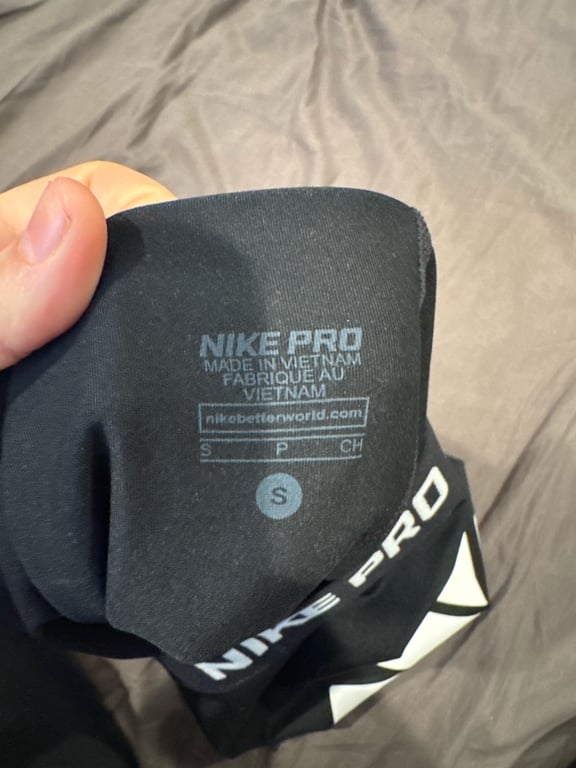 NIKE PRO
MADE IN VIETNAM
FABRIQUE AU
VIETNAM
nikebetterworld.com
S P CH
S
NIKE PRO